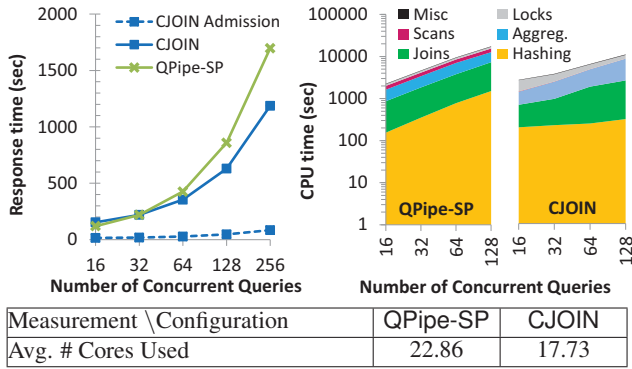 CJOIN Admission
CJOIN
QPipe-SP
Response time (sec)
2000
1500
1000
500
0
16 32 64 128 256
Number of Concurrent Queries
Misc Locks
Scans Aggreg.
Joins Hashing
CPU time (sec)
100000
10000
1000
100
10
1
QPipe-SP CJOIN
16 32 64 128 16 32 64 128
Number of Concurrent Queries
Measurement \Configuration QPipe-SP CJOIN
Avg. # Cores Used 22.86 17.73